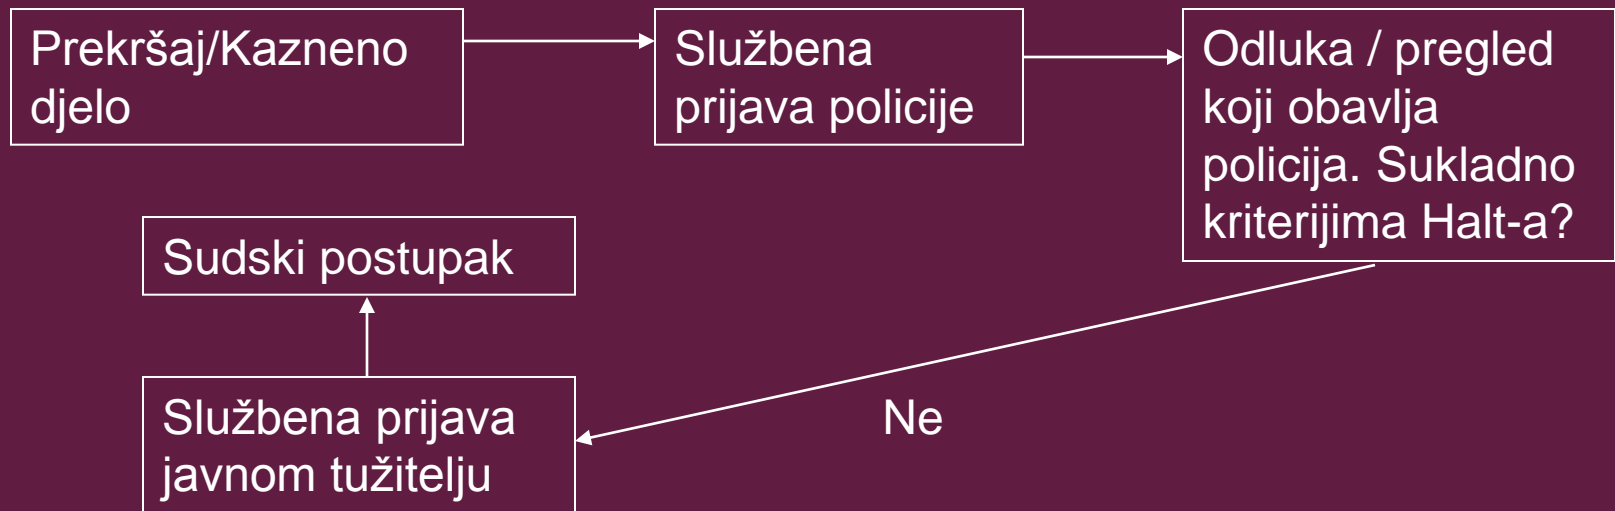 Prekršaj/Kazneno
djelo
Službena
prijava policije
Odluka / pregled
koji obavlja
policija. Sukladno
kriterijima Halt-a?
Sudski postupak
Službena prijava
javnom tužitelju
Ne